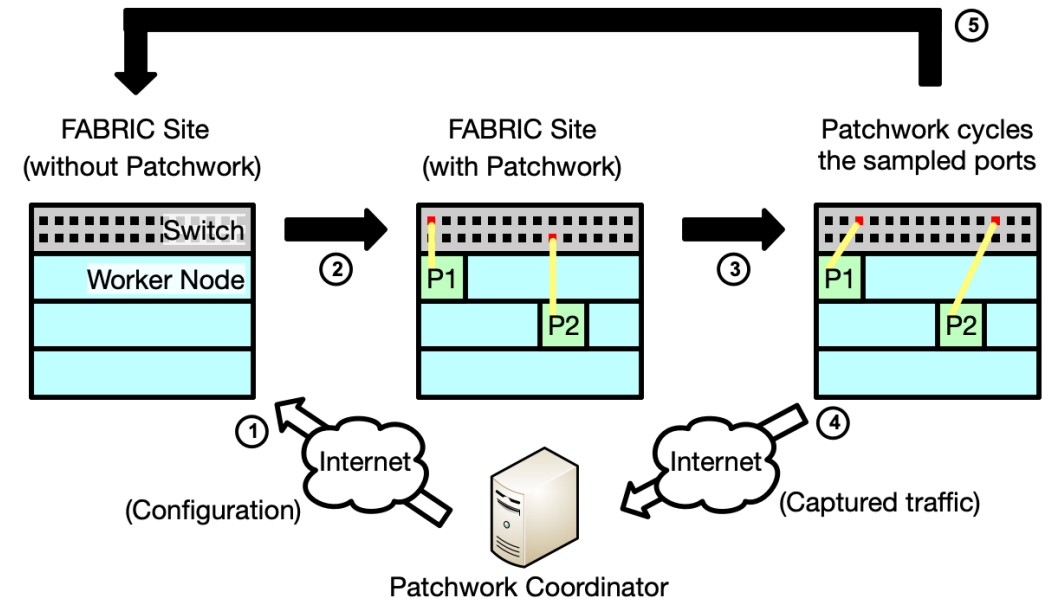 5
FABRIC Site
(without Patchwork)
FABRIC Site
(with Patchwork)
Patchwork cycles
the sampled ports
Switch
Worker Node
2
P1
P2
3
P1
P2
1
Internet
(Configuration)
4
Internet
(Captured traffic)
Patchwork Coordinator